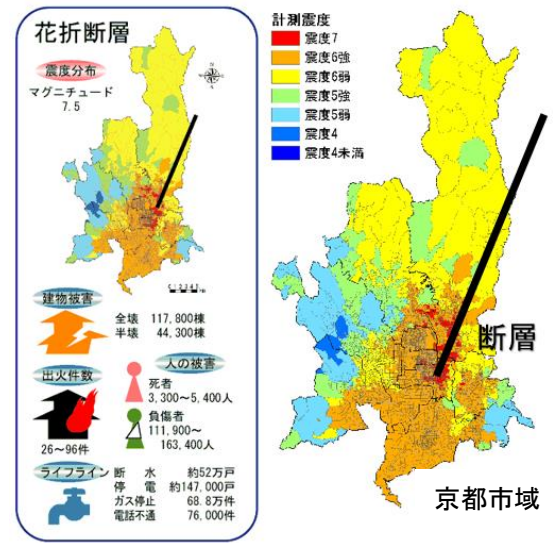 花折断層
震度分布
マグニチュード
7.5
建物被害
全壊 117,800棟
半壊 44,300棟
出火件数
26～96件
人の被害
死者
3,300～5,400人
負傷者
111,900～
163,400人
ライフライン
断水 約52万戸
停電 約147,000戸
ガス停止 68.8万件
電話不通 76,000件
計測震度
震度7
震度6強
震度6弱
震度5強
震度5弱
震度4
震度4未満
断層
京都市域